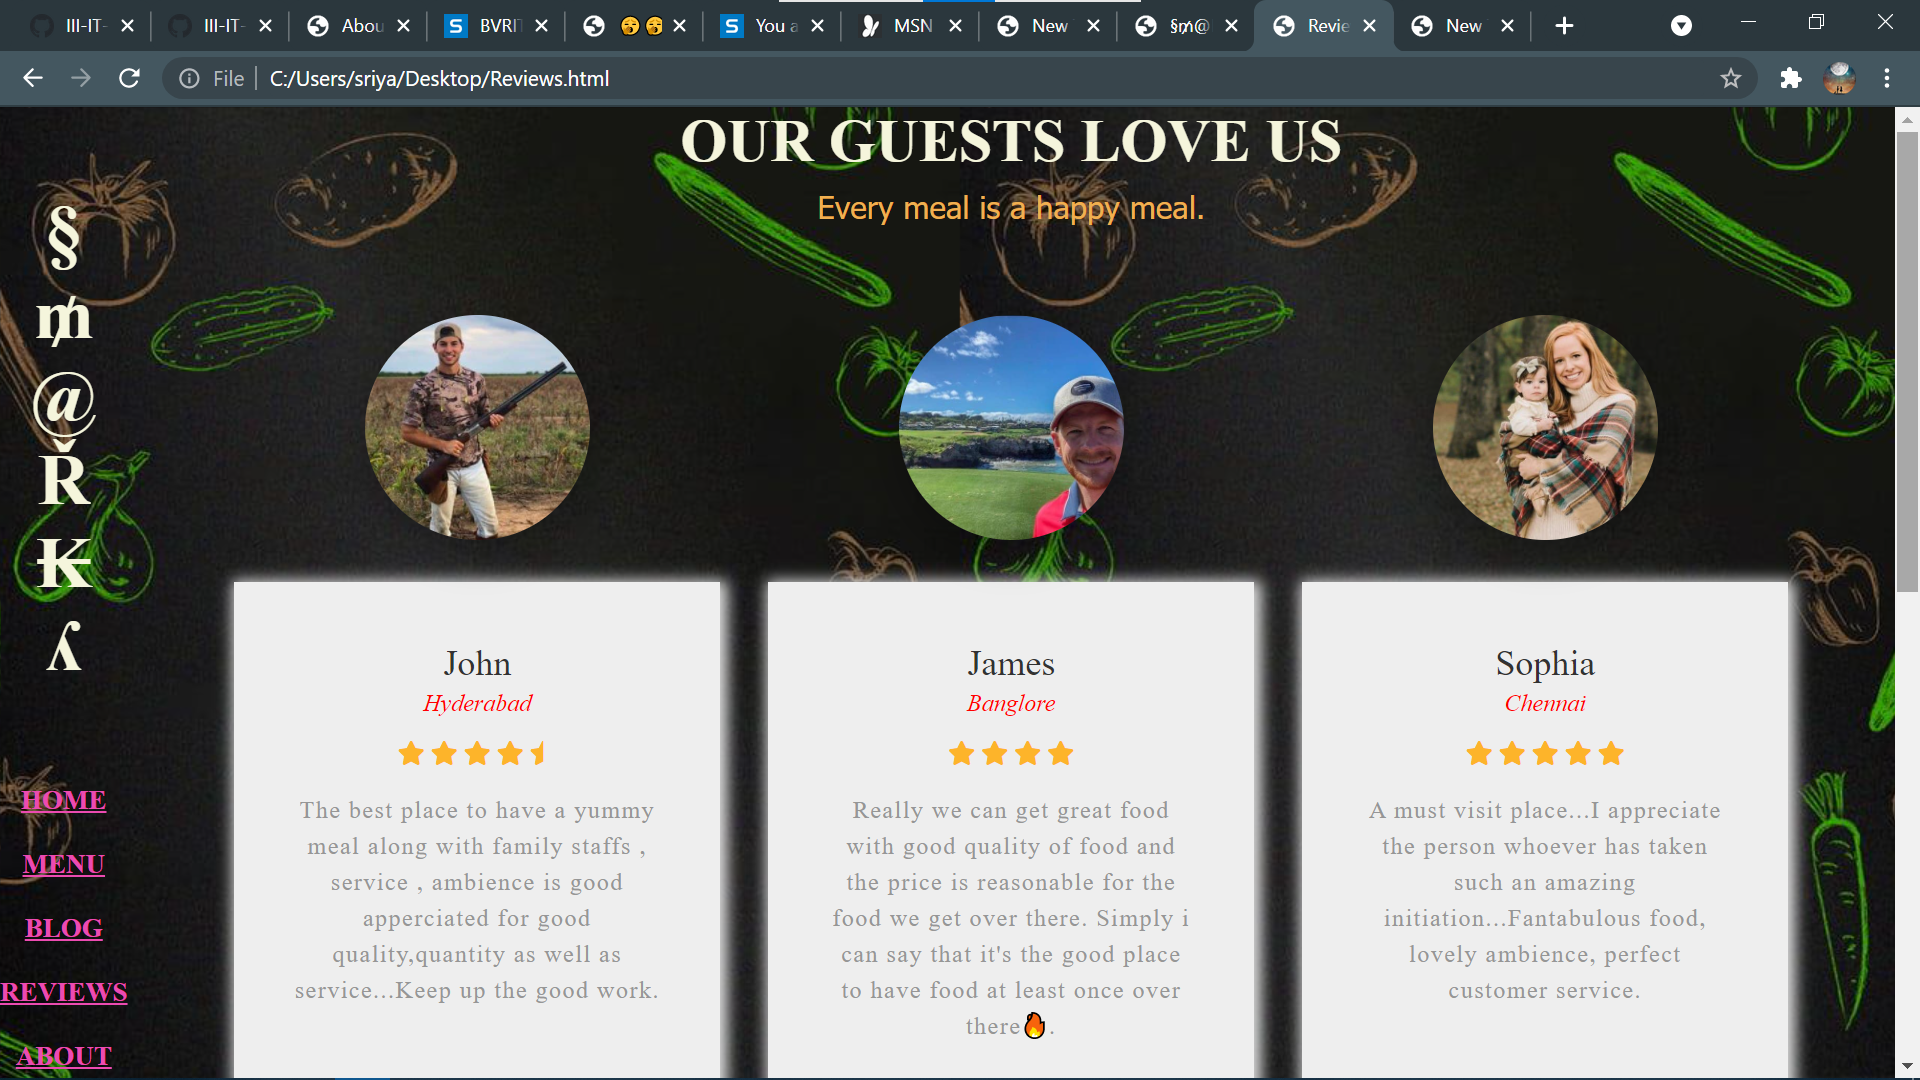 III-IT-
III-IT-
Abou
BVRI
😚😚
You a
MSN
New
§₥@
Revie
New
File
C:/Users/sriya/Desktop/Reviews.html
OUR GUESTS LOVE US
Every meal is a happy meal.
§
₥
@
Ř
₭
ʎ
HOME
MENU
BLOG
REVIEWS
ABOUT
John
Hyderabad
The best place to have a yummy
meal along with family staffs ,
service , ambience is good
apperciated for good
quality,quantity as well as
service...Keep up the good work.
James
Banglore
Really we can get great food
with good quality of food and
the price is reasonable for the
food we get over there. Simply i
can say that it's the good place
to have food at least once over
there🔥.
Sophia
Chennai
A must visit place...I appreciate
the person whoever has taken
such an amazing
initiation...Fantabulous food,
lovely ambience, perfect
customer service.